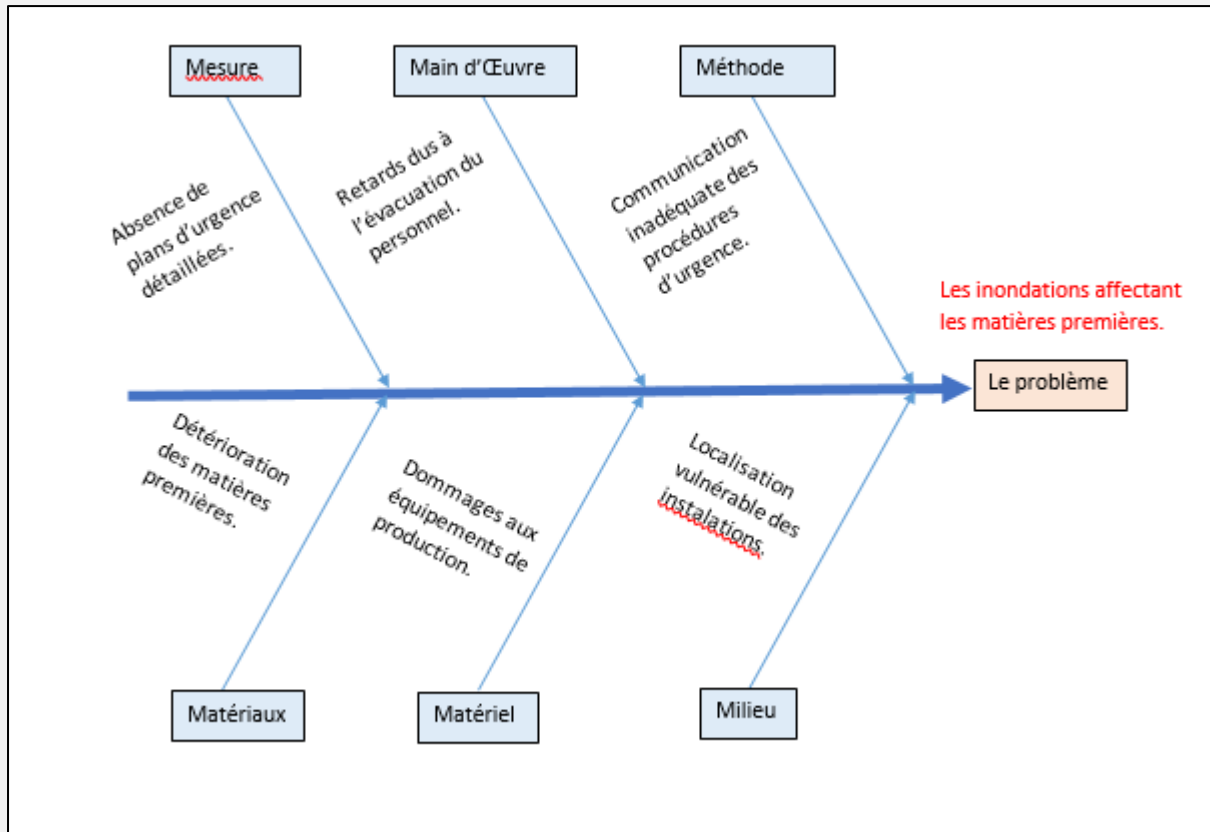 Mesure
Main d’Œuvre
Méthode
Absence de
plans d’urgence
détaillées.
Retards dus à
l’évacuation du
personnel.
Communication
inadéquate des
procédures
d’urgence.
Les inondations affectant
les matières premières.
Le problème
Détérioration
des matières
premières.
Dommages aux
équipements de
production.
Localisation
vulnérable des
instalations.
Matériaux
Matériel
Milieu